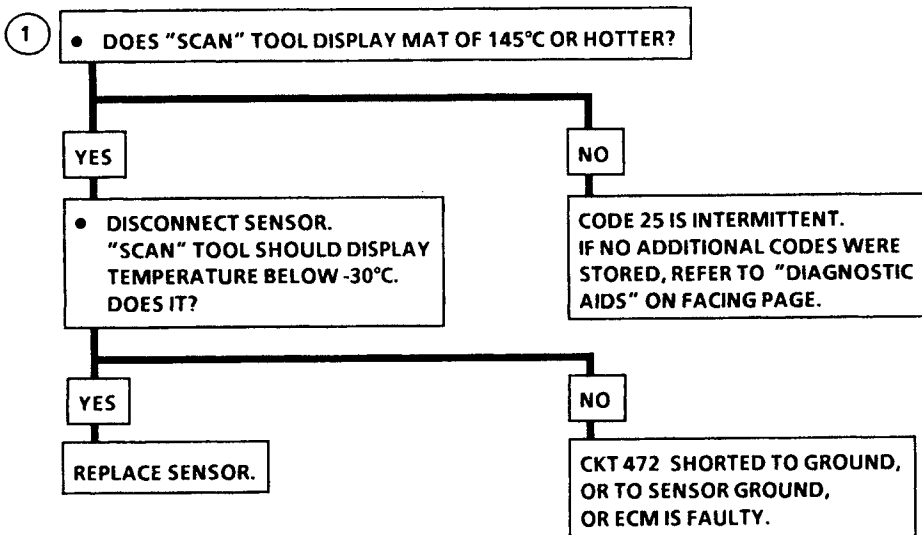 1
• DOES "SCAN" TOOL DISPLAY MAT OF 145°C OR HOTTER?
YES
NO
• DISCONNECT SENSOR.
"SCAN" TOOL SHOULD DISPLAY
TEMPERATURE BELOW -30°C.
DOES IT?
CODE 25 IS INTERMITTENT.
IF NO ADDITIONAL CODES WERE
STORED, REFER TO "DIAGNOSTIC
AIDS" ON FACING PAGE.
YES
NO
REPLACE SENSOR.
CKT 472 SHORTED TO GROUND,
OR TO SENSOR GROUND,
OR ECM IS FAULTY.